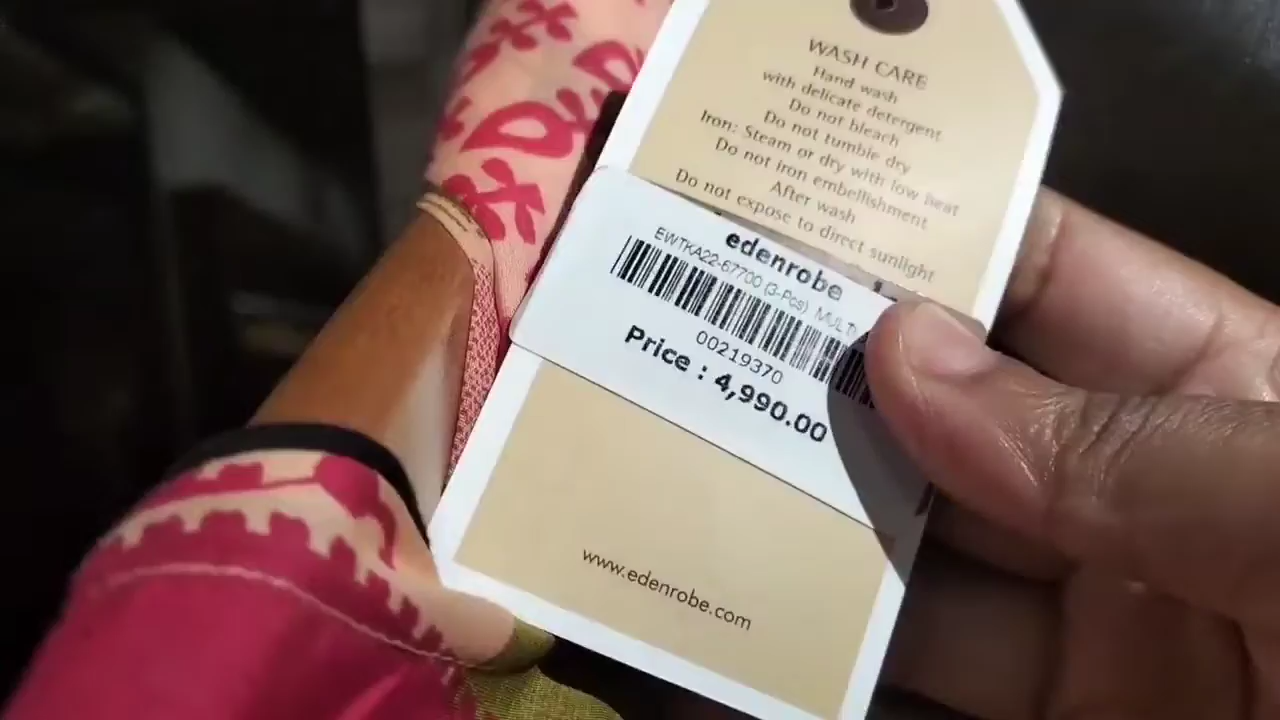 WASH CARE
Hand wash
with delicate detergent
Do not bleach
Do not tumble dry
Iron: Steam or dry with low heat
Do not iron embellishment
After wash
Do not expose to direct sunlight
edenrobe
EWTKA22-67700 (3-Pcs) MULTI
00219370
Price : 4,990.00
www.edenrobe.com